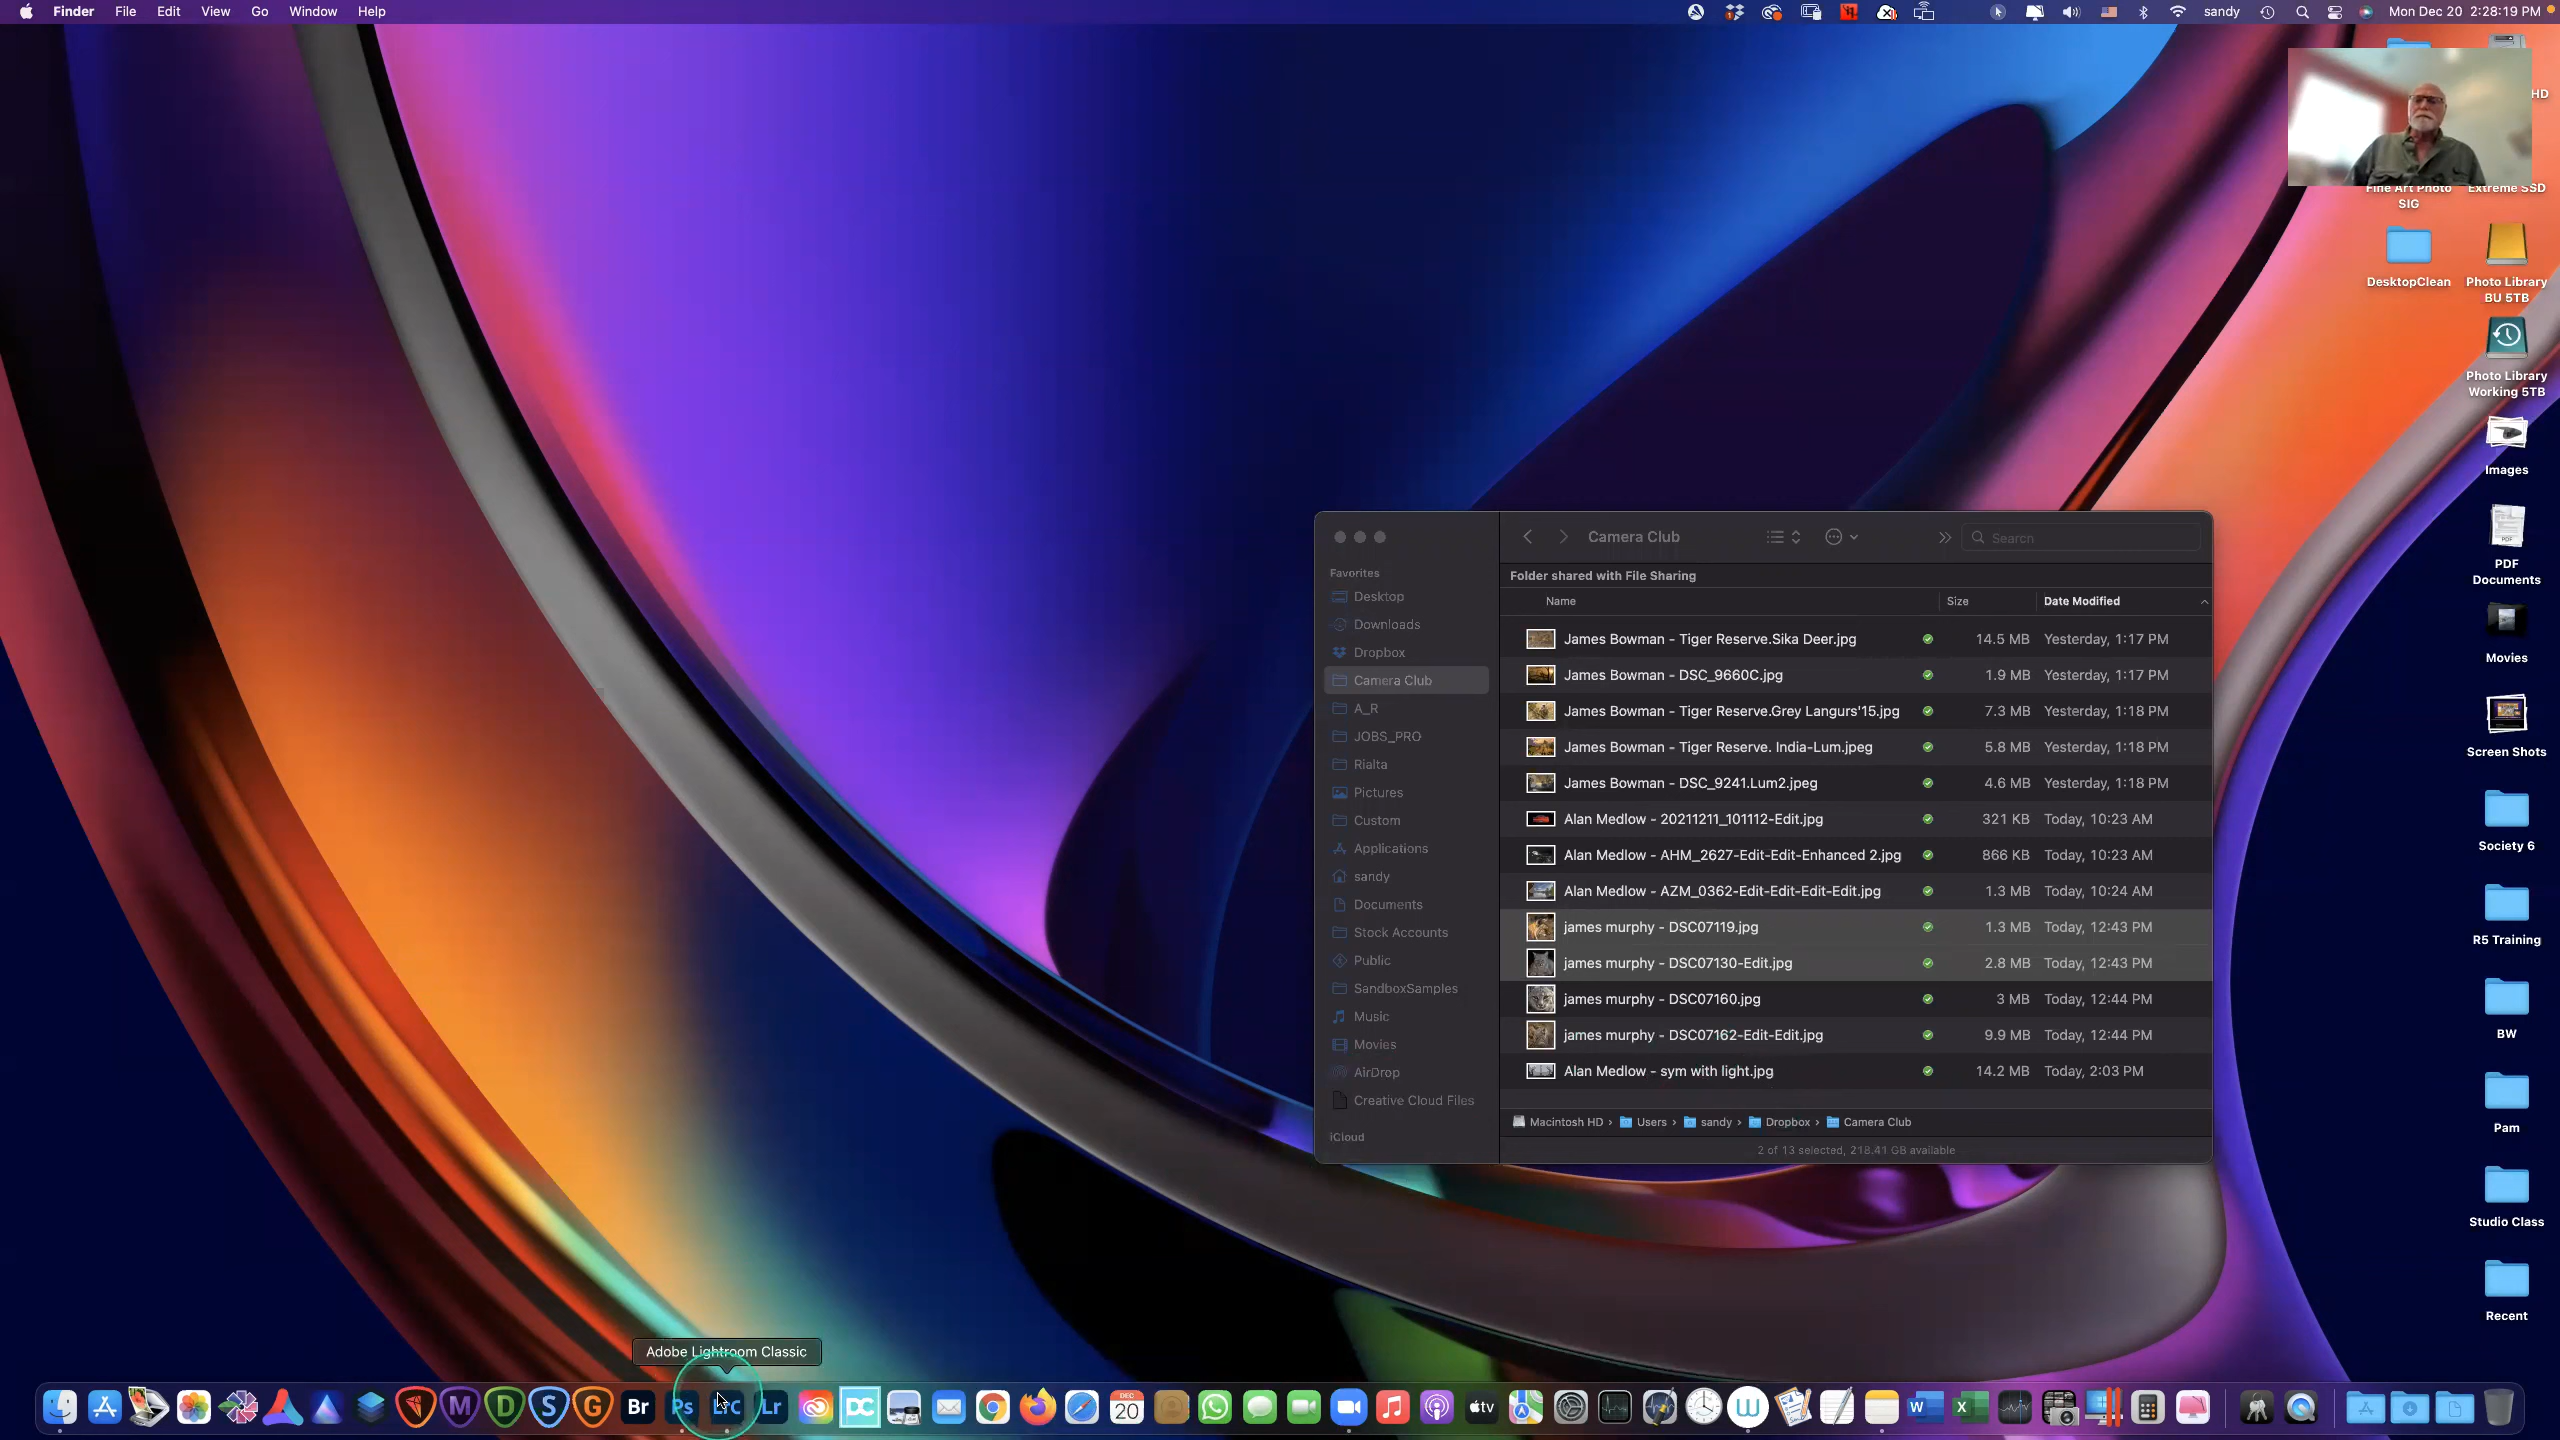 Finder File Edit View Go Window Help
sandy Mon Dec 20 2:28:19 PM
HD
Fine Art Photo SIG
Extreme SSD
DesktopClean
Photo Library BU 5TB
Photo Library Working 5TB
Images
PDF
PDF Documents
Movies
Screen Shots
Society 6
R5 Training
BW
Pam
Studio Class
Recent
Camera Club
Search
Folder shared with File Sharing
Name Size Date Modified
Favorites
Desktop
Downloads
Dropbox
Camera Club
A_R
JOBS_PRO
Rialta
Pictures
Custom
Applications
sandy
Documents
Stock Accounts
Public
SandboxSamples
Music
Movies
AirDrop
Creative Cloud Files
iCloud
James Bowman - Tiger Reserve.Sika Deer.jpg 14.5 MB Yesterday, 1:17 PM
James Bowman - DSC_9660C.jpg 1.9 MB Yesterday, 1:17 PM
James Bowman - Tiger Reserve.Grey Langurs'15.jpg 7.3 MB Yesterday, 1:18 PM
James Bowman - Tiger Reserve. India-Lum.jpeg 5.8 MB Yesterday, 1:18 PM
James Bowman - DSC_9241.Lum2.jpeg 4.6 MB Yesterday, 1:18 PM
Alan Medlow - 20211211_101112-Edit.jpg 321 KB Today, 10:23 AM
Alan Medlow - AHM_2627-Edit-Edit-Enhanced 2.jpg 866 KB Today, 10:23 AM
Alan Medlow - AZM_0362-Edit-Edit-Edit-Edit.jpg 1.3 MB Today, 10:24 AM
james murphy - DSC07119.jpg 1.3 MB Today, 12:43 PM
james murphy - DSC07130-Edit.jpg 2.8 MB Today, 12:43 PM
james murphy - DSC07160.jpg 3 MB Today, 12:44 PM
james murphy - DSC07162-Edit-Edit.jpg 9.9 MB Today, 12:44 PM
Alan Medlow - sym with light.jpg 14.2 MB Today, 2:03 PM
Macintosh HD › Users › sandy › Dropbox › Camera Club
2 of 13 selected, 218.41 GB available
Adobe Lightroom Classic
M D S G Br Ps LrC Lr DC DEC 20 tv W X